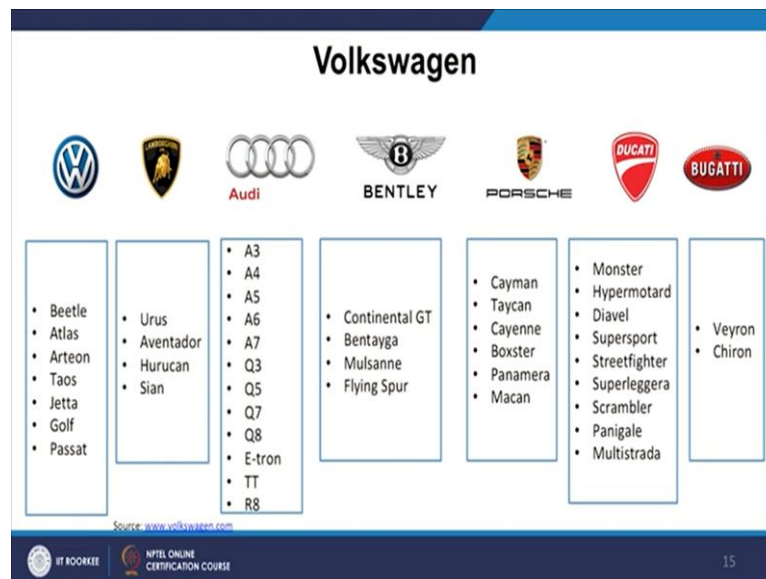 Volkswagen
LAMBORGHINI
Audi
B
BENTLEY
PORSCHE
DUCATI
BUGATTI
• Beetle
• Atlas
• Arteon
• Taos
• Jetta
• Golf
• Passat
• Urus
• Aventador
• Hurucan
• Sian
• A3
• A4
• A5
• A6
• A7
• Q3
• Q5
• Q7
• Q8
• E-tron
• TT
• R8
• Continental GT
• Bentayga
• Mulsanne
• Flying Spur
• Cayman
• Taycan
• Cayenne
• Boxster
• Panamera
• Macan
• Monster
• Hypermotard
• Diavel
• Supersport
• Streetfighter
• Superleggera
• Scrambler
• Panigale
• Multistrada
• Veyron
• Chiron
Source: www.volkswagen.com
IIT ROORKEE
NPTEL ONLINE
CERTIFICATION COURSE
15